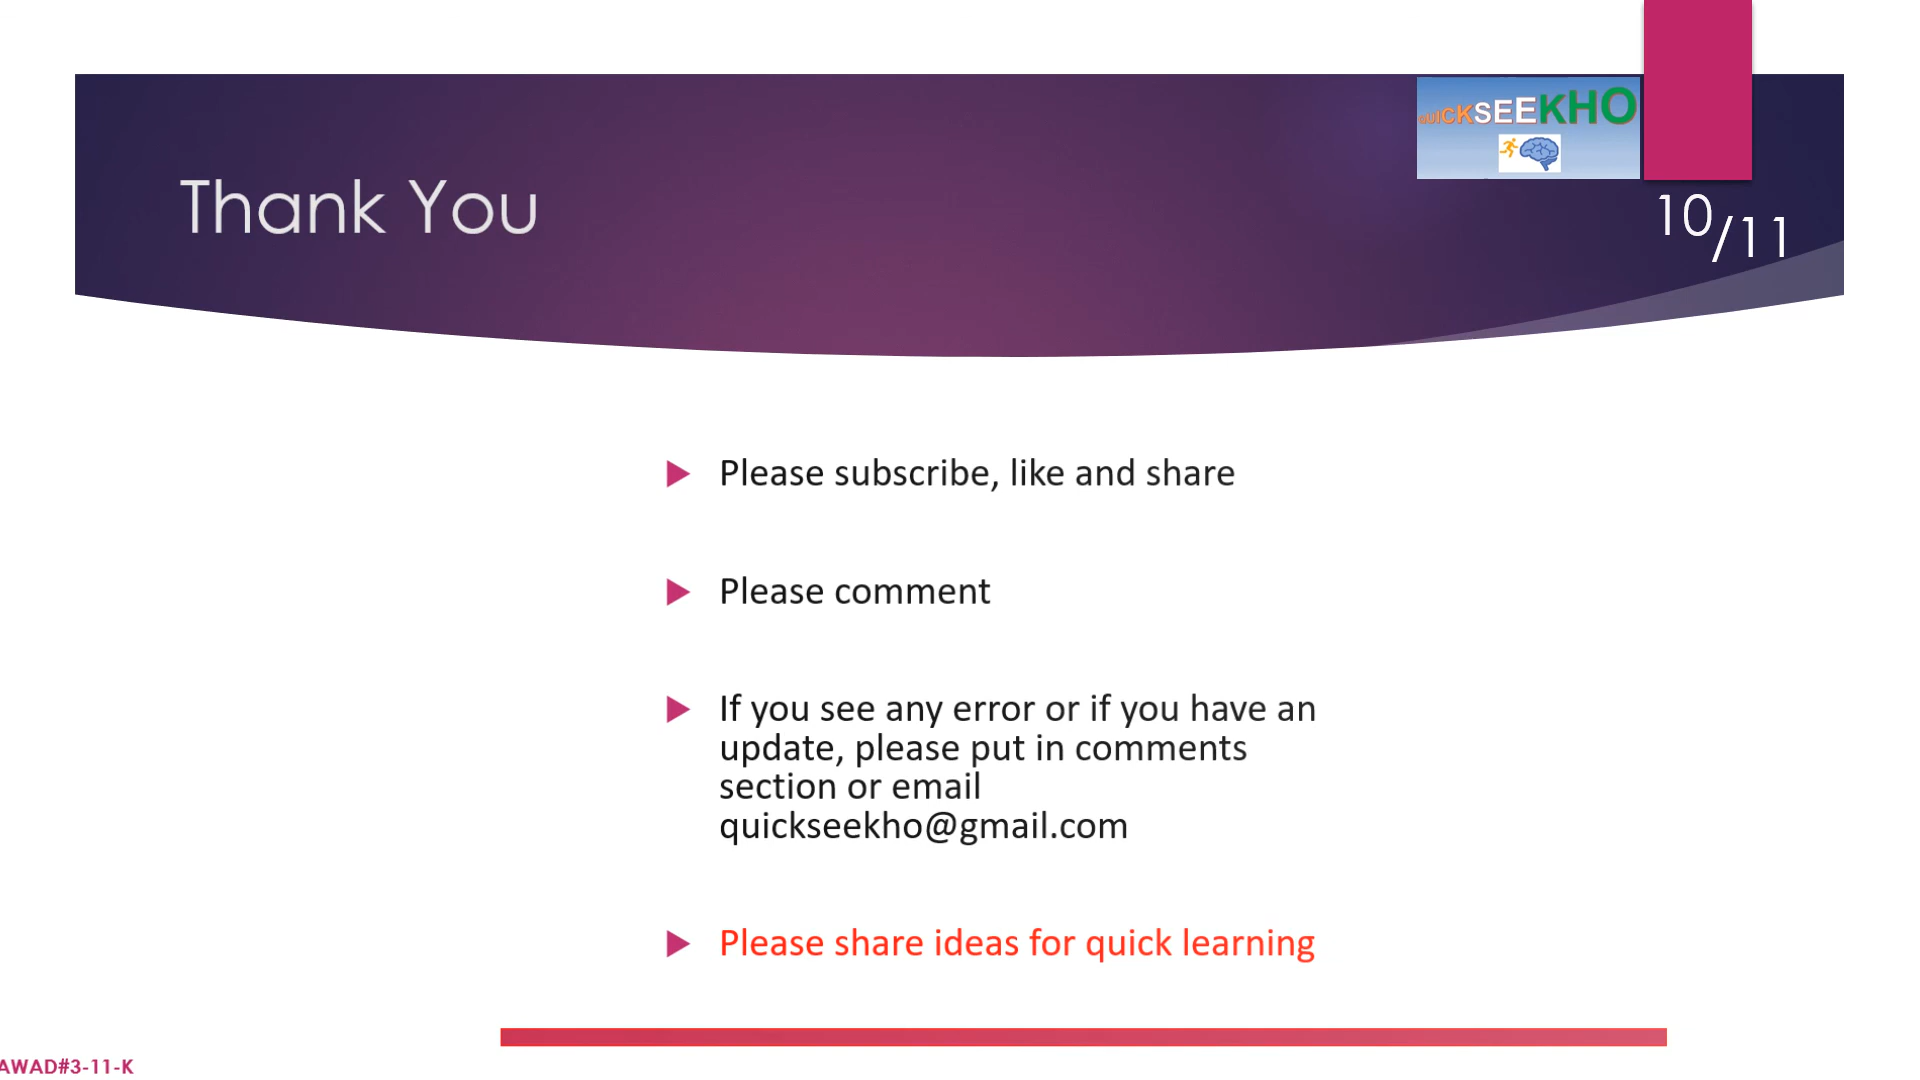 QUICKSEEKHO
Thank You
10/11
Please subscribe, like and share
Please comment
If you see any error or if you have an
update, please put in comments
section or email
quickseekho@gmail.com
Please share ideas for quick learning
AWAD#3-11-K